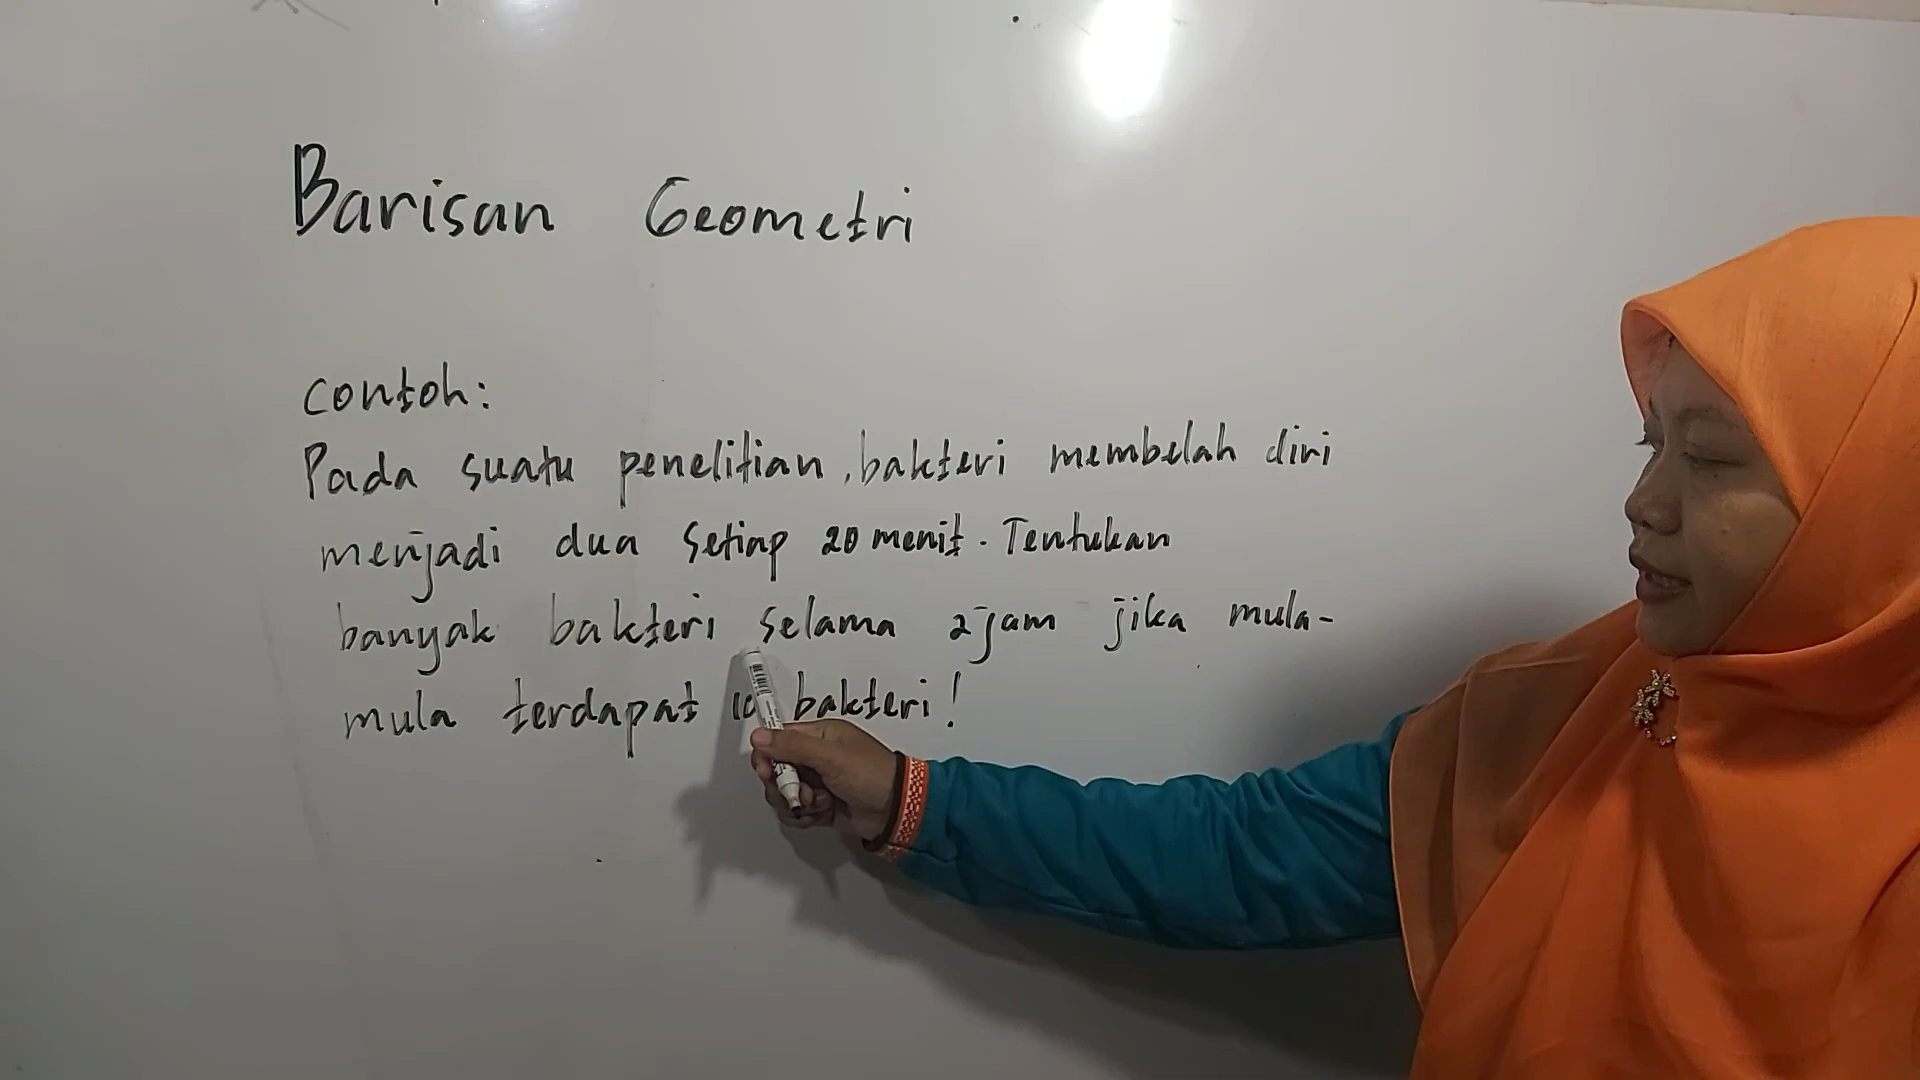 Barisan Geometri
Contoh:
Pada suatu penelitian, bakteri membelah diri
menjadi dua setiap 20 menit. Tentukan
banyak bakteri selama 2 jam jika mula-
mula terdapat 10 bakteri!